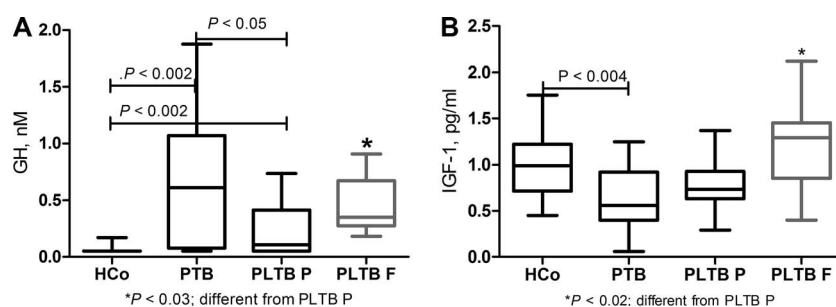 A
P < 0.05
.P < 0.002
P < 0.002
*
GH, nM
2.0
1.5
1.0
0.5
0.0
HCo PTB PLTB P PLTB F
*P < 0.03; different from PLTB P
B
*
P < 0.004
IGF-1, pg/ml
2.5
2.0
1.5
1.0
0.5
0.0
HCo PTB PLTB P PLTB F
*P < 0.02; different from PLTB P